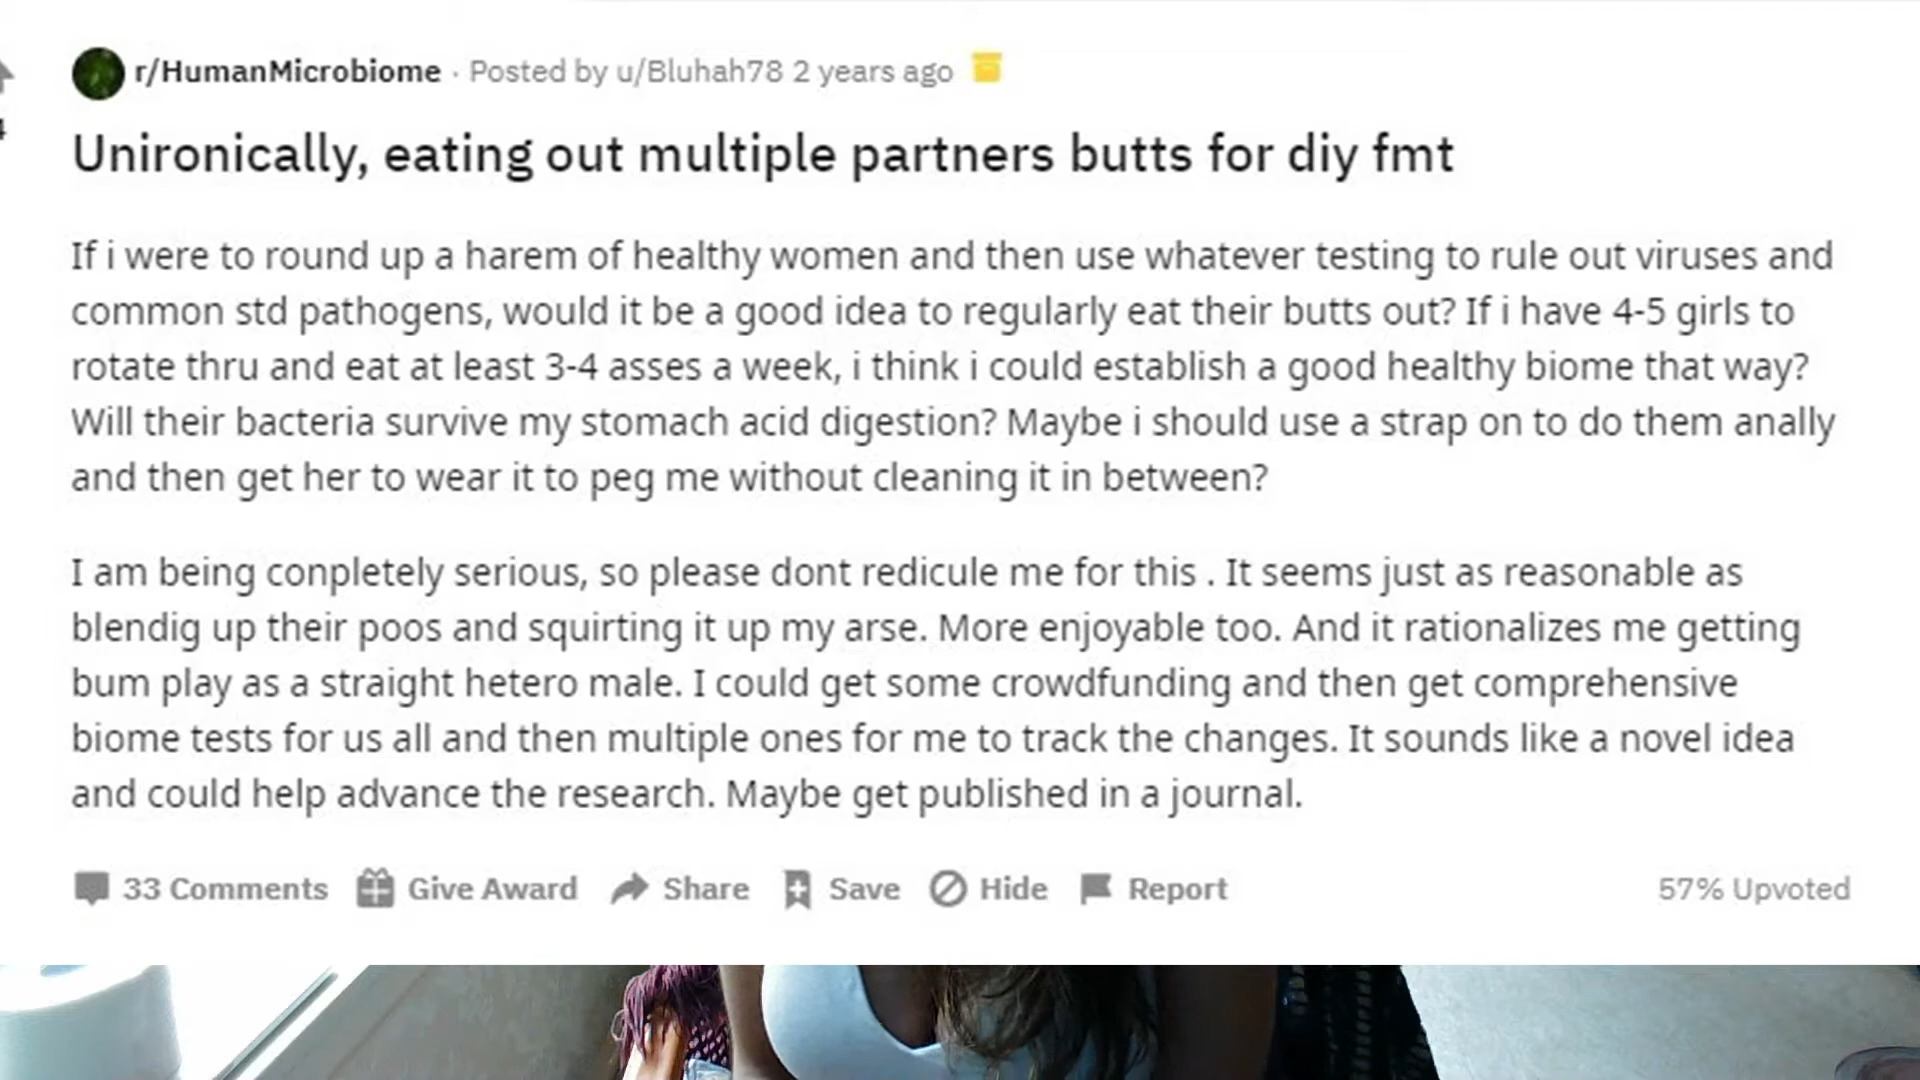 r/HumanMicrobiome · Posted by u/Bluhah78 2 years ago
Unironically, eating out multiple partners butts for diy fmt
If i were to round up a harem of healthy women and then use whatever testing to rule out viruses and
common std pathogens, would it be a good idea to regularly eat their butts out? If i have 4-5 girls to
rotate thru and eat at least 3-4 asses a week, i think i could establish a good healthy biome that way?
Will their bacteria survive my stomach acid digestion? Maybe i should use a strap on to do them anally
and then get her to wear it to peg me without cleaning it in between?
I am being conpletely serious, so please dont redicule me for this . It seems just as reasonable as
blendig up their poos and squirting it up my arse. More enjoyable too. And it rationalizes me getting
bum play as a straight hetero male. I could get some crowdfunding and then get comprehensive
biome tests for us all and then multiple ones for me to track the changes. It sounds like a novel idea
and could help advance the research. Maybe get published in a journal.
33 Comments Give Award Share Save Hide Report 57% Upvoted